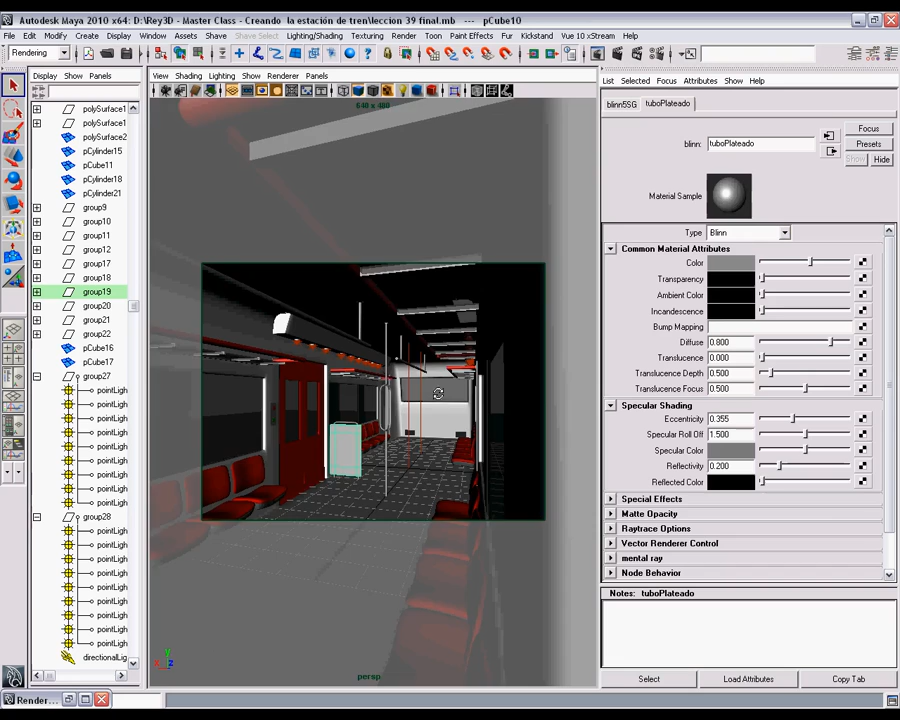 Autodesk Maya 2010 x64: D:\Rey3D - Master Class - Creando la estación de tren\leccion 39 final.mb --- pCube10
File Edit Modify Create Display Window Assets Share Share Select Lighting/Shading Texturing Render Toon Paint Effects Fur Kickstand Vue 10 xStream Help
Rendering
Display Show Panels
View Shading Lighting Show Renderer Panels
List Selected Focus Attributes Show Help
640 x 480
polySurface1
polySurface1
polySurface2
pCylinder15
pCube11
pCylinder18
pCylinder21
group9
group10
group11
group12
group17
group18
group19
group20
group21
group22
pCube16
pCube17
group27
pointLigh
pointLigh
pointLigh
pointLigh
pointLigh
pointLigh
pointLigh
pointLigh
pointLigh
group28
pointLigh
pointLigh
pointLigh
pointLigh
pointLigh
pointLigh
pointLigh
pointLigh
pointLigh
directionalLig
persp
blinn5SG tuboPlateado
Focus
blinn: tuboPlateado Presets
Show Hide
Material Sample
Type Blinn
Common Material Attributes
Color
Transparency
Ambient Color
Incandescence
Bump Mapping
Diffuse 0.800
Translucence 0.000
Translucence Depth 0.500
Translucence Focus 0.500
Specular Shading
Eccentricity 0.355
Specular Roll Off 1.500
Specular Color
Reflectivity 0.200
Reflected Color
Special Effects
Matte Opacity
Raytrace Options
Vector Renderer Control
mental ray
Node Behavior
Notes: tuboPlateado
Select Load Attributes Copy Tab
Render...